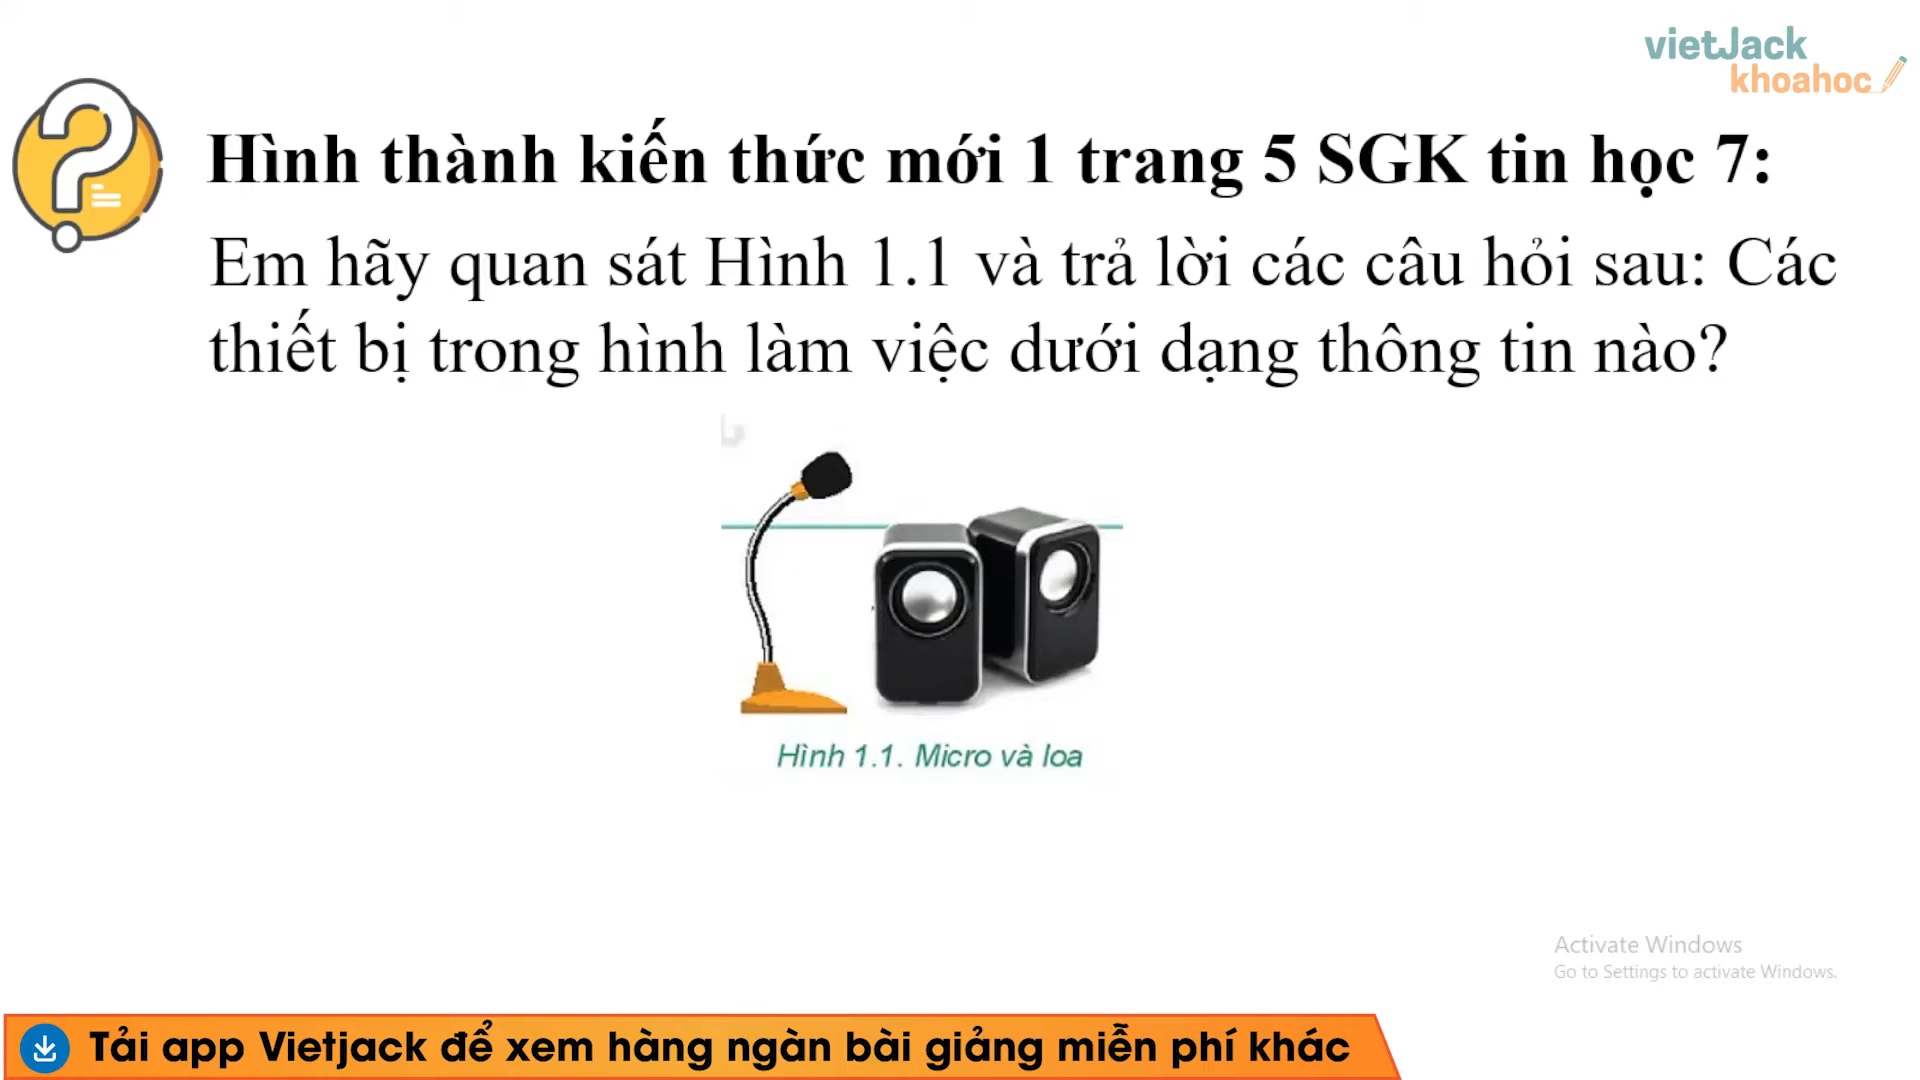 vietJack
khoahoc
Hình thành kiến thức mới 1 trang 5 SGK tin học 7:
Em hãy quan sát Hình 1.1 và trả lời các câu hỏi sau: Các
thiết bị trong hình làm việc dưới dạng thông tin nào?
Hình 1.1. Micro và loa
Activate Windows
Go to Settings to activate Windows.
Tải app Vietjack để xem hàng ngàn bài giảng miễn phí khác